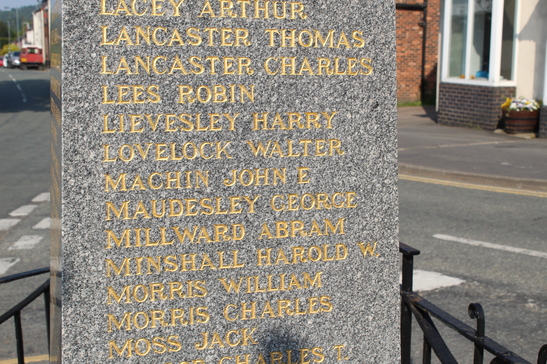 LACEY ARTHUR
LANCASTER THOMAS
LANCASTER CHARLES
LEES ROBIN
LIEVESLEY HARRY
LOVELOCK WALTER
MACHIN JOHN E
MAUDESLEY GEORGE
MILLWARD ABRAM
MINSHALL HAROLD W.
MORRIS WILLIAM
MORRIS CHARLES
MOSS JACK
CHARLES T.